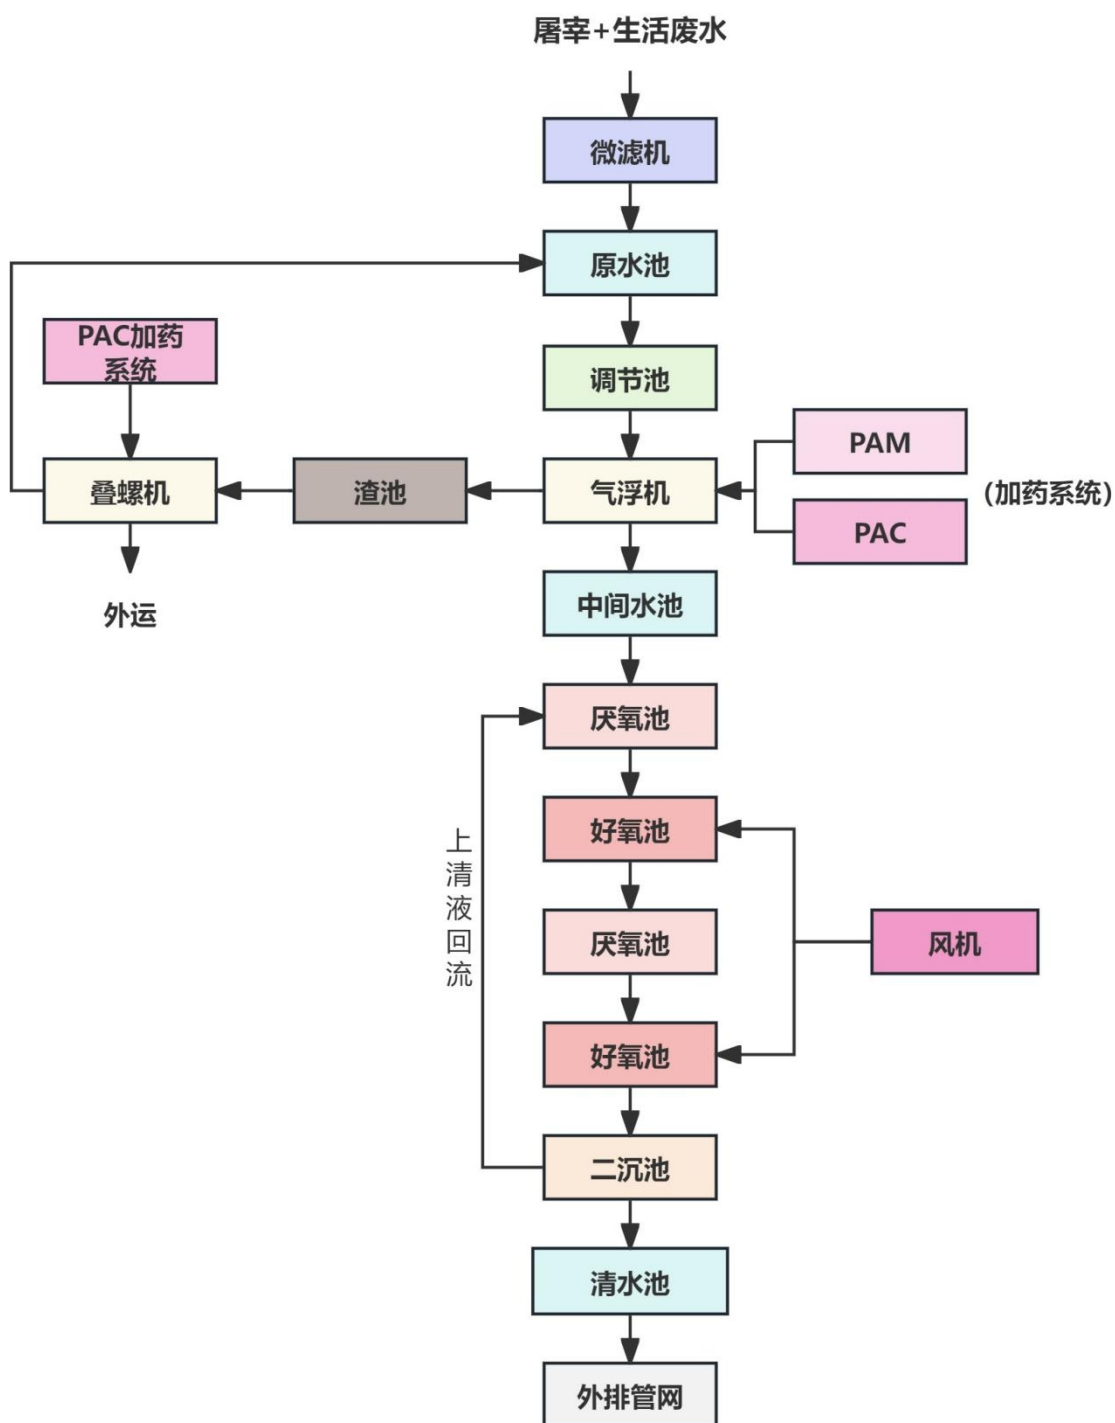 屠宰+生活废水
微滤机
原水池
PAC加药
系统
调节池
PAM
叠螺机
渣池
气浮机
(加药系统)
PAC
外运
中间水池
厌氧池
好氧池
上清液回流
厌氧池
风机
好氧池
二沉池
清水池
外排管网